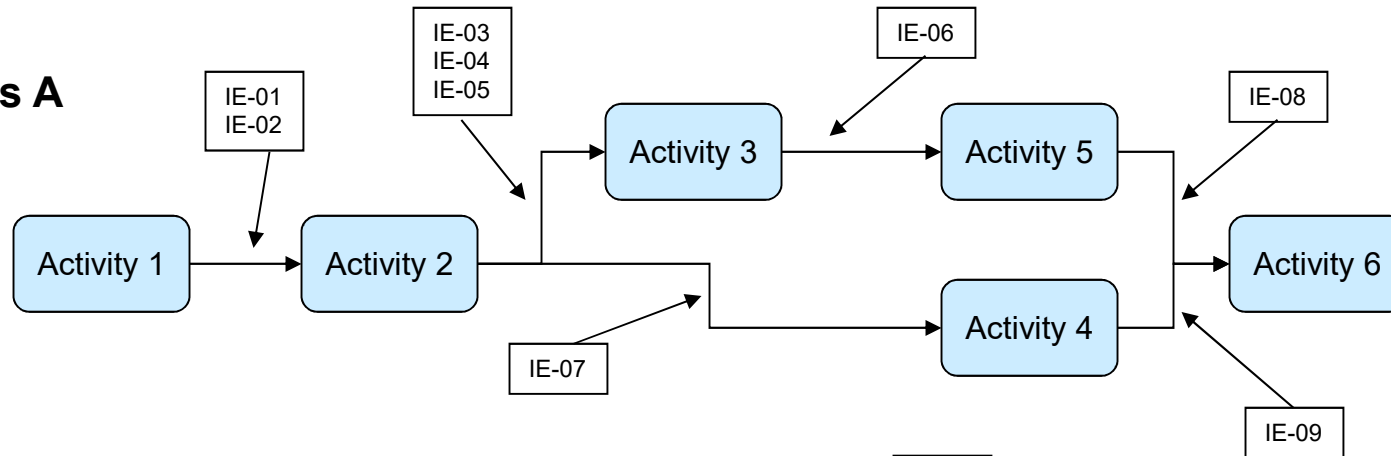 s A
IE-01
IE-02
IE-03
IE-04
IE-05
IE-06
IE-08
Activity 3
Activity 5
Activity 1
Activity 2
Activity 6
Activity 4
IE-07
IE-09